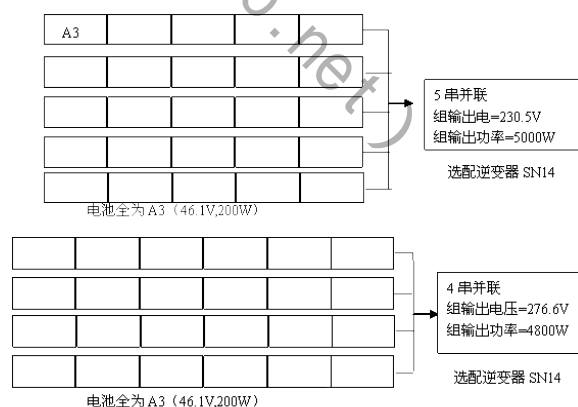 A3
5 串并联
组输出电=230.5V
组输出功率=5000W
选配逆变器 SN14
电池全为 A3（46.1V,200W）
4 串并联
组输出电压=276.6V
组输出功率=4800W
选配逆变器 SN14
电池全为 A3（46.1V,200W）